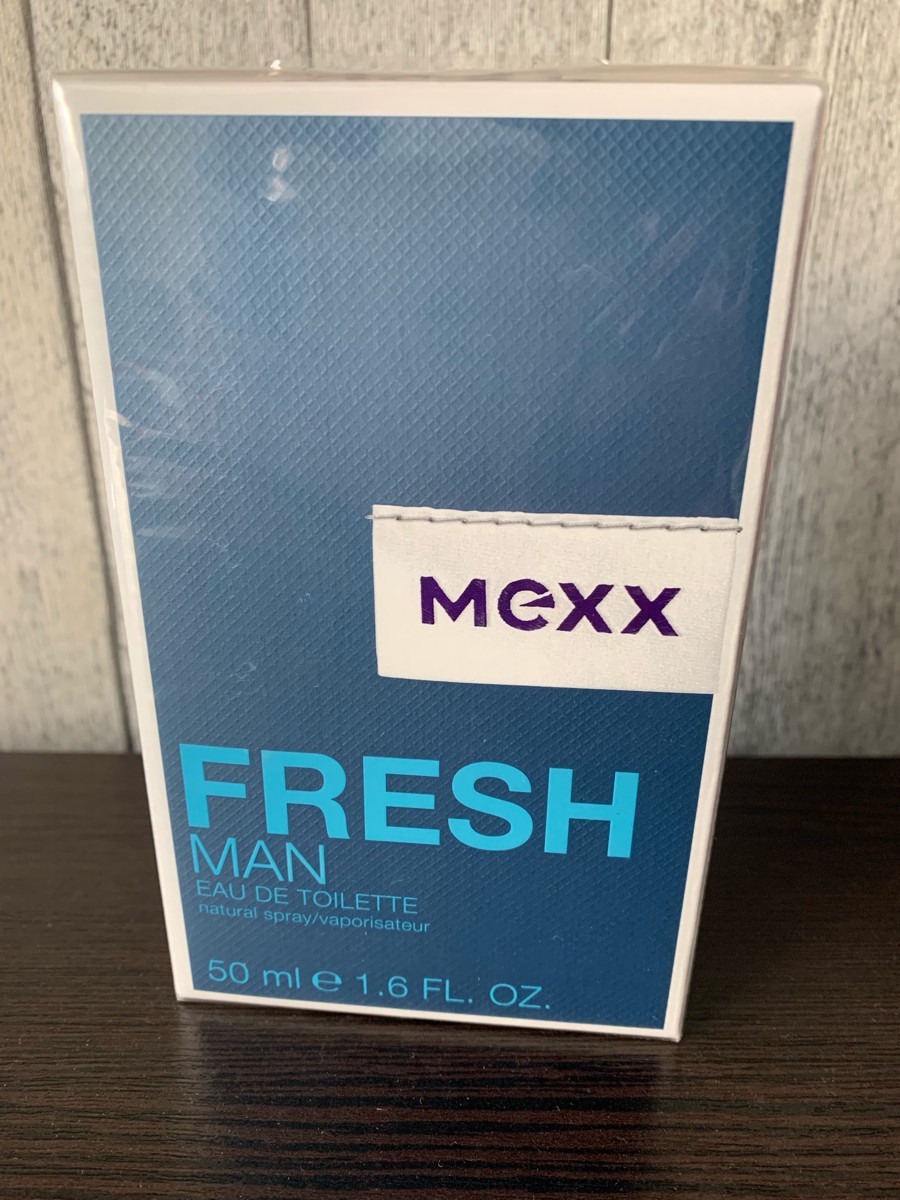 Mexx
FRESH
MAN
EAU DE TOILETTE
natural spray/vaporisateur
50 ml ℮ 1.6 FL. OZ.